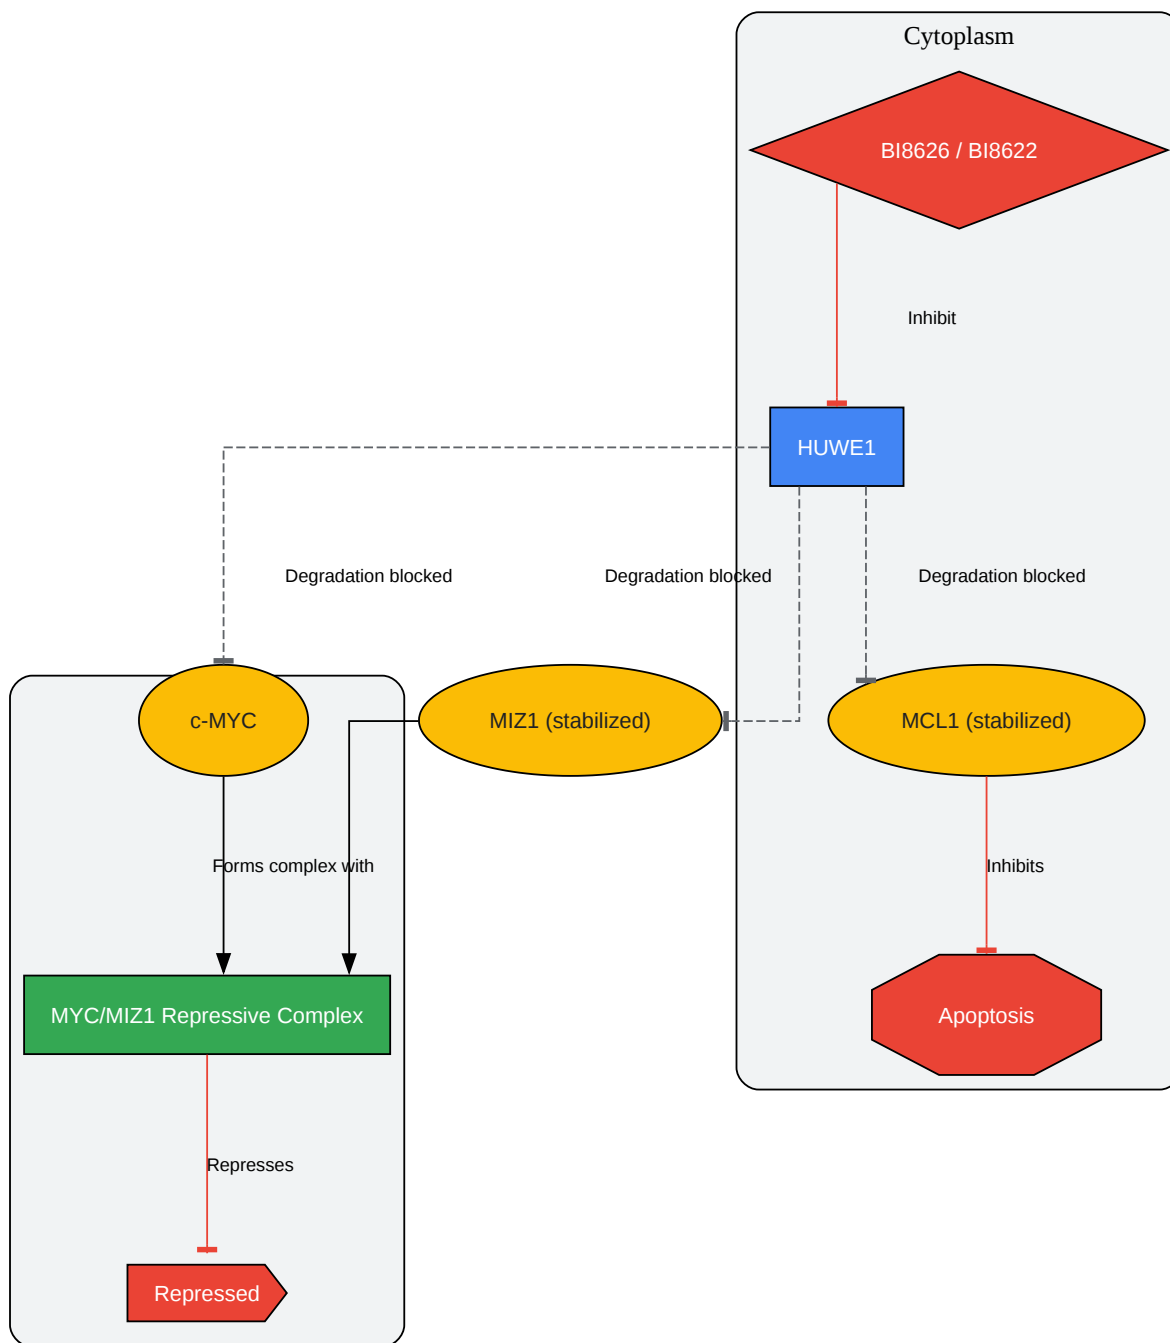 Cytoplasm
BI8626 / BI8622
Inhibit
HUWE1
Degradation blocked
Degradation blocked
Degradation blocked
c-MYC
MIZ1 (stabilized)
MCL1 (stabilized)
Forms complex with
Inhibits
MYC/MIZ1 Repressive Complex
Apoptosis
Represses
Repressed